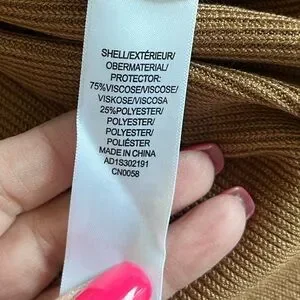 SHELL/EXTÉRIEUR/
OBERMATERIAL/
PROTECTOR:
75%VISCOSE/VISCOSE/
VISKOSE/VISCOSA
25%POLYESTER/
POLYESTER/
POLYESTER/
POLIÉSTER
MADE IN CHINA
AD1S302191
CN0058